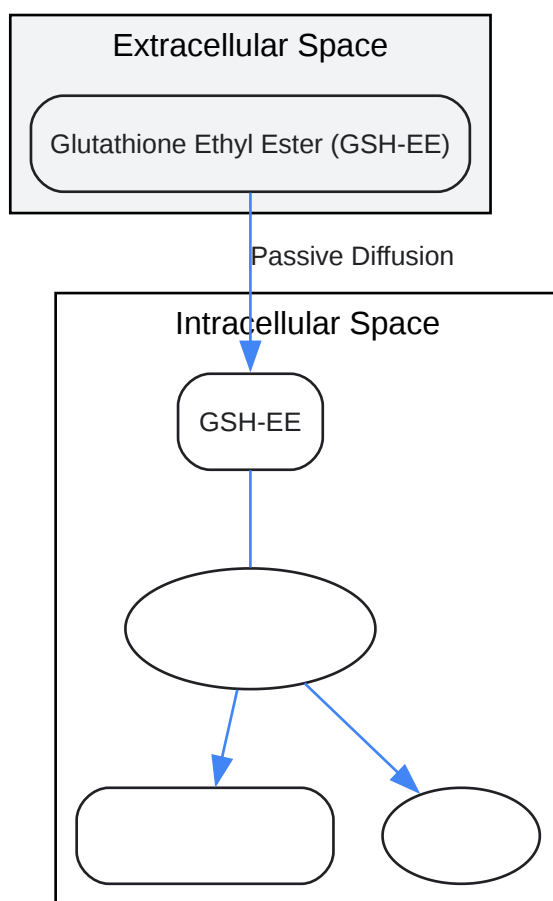 Extracellular Space
Glutathione Ethyl Ester (GSH-EE)
Passive Diffusion
Intracellular Space
GSH-EE